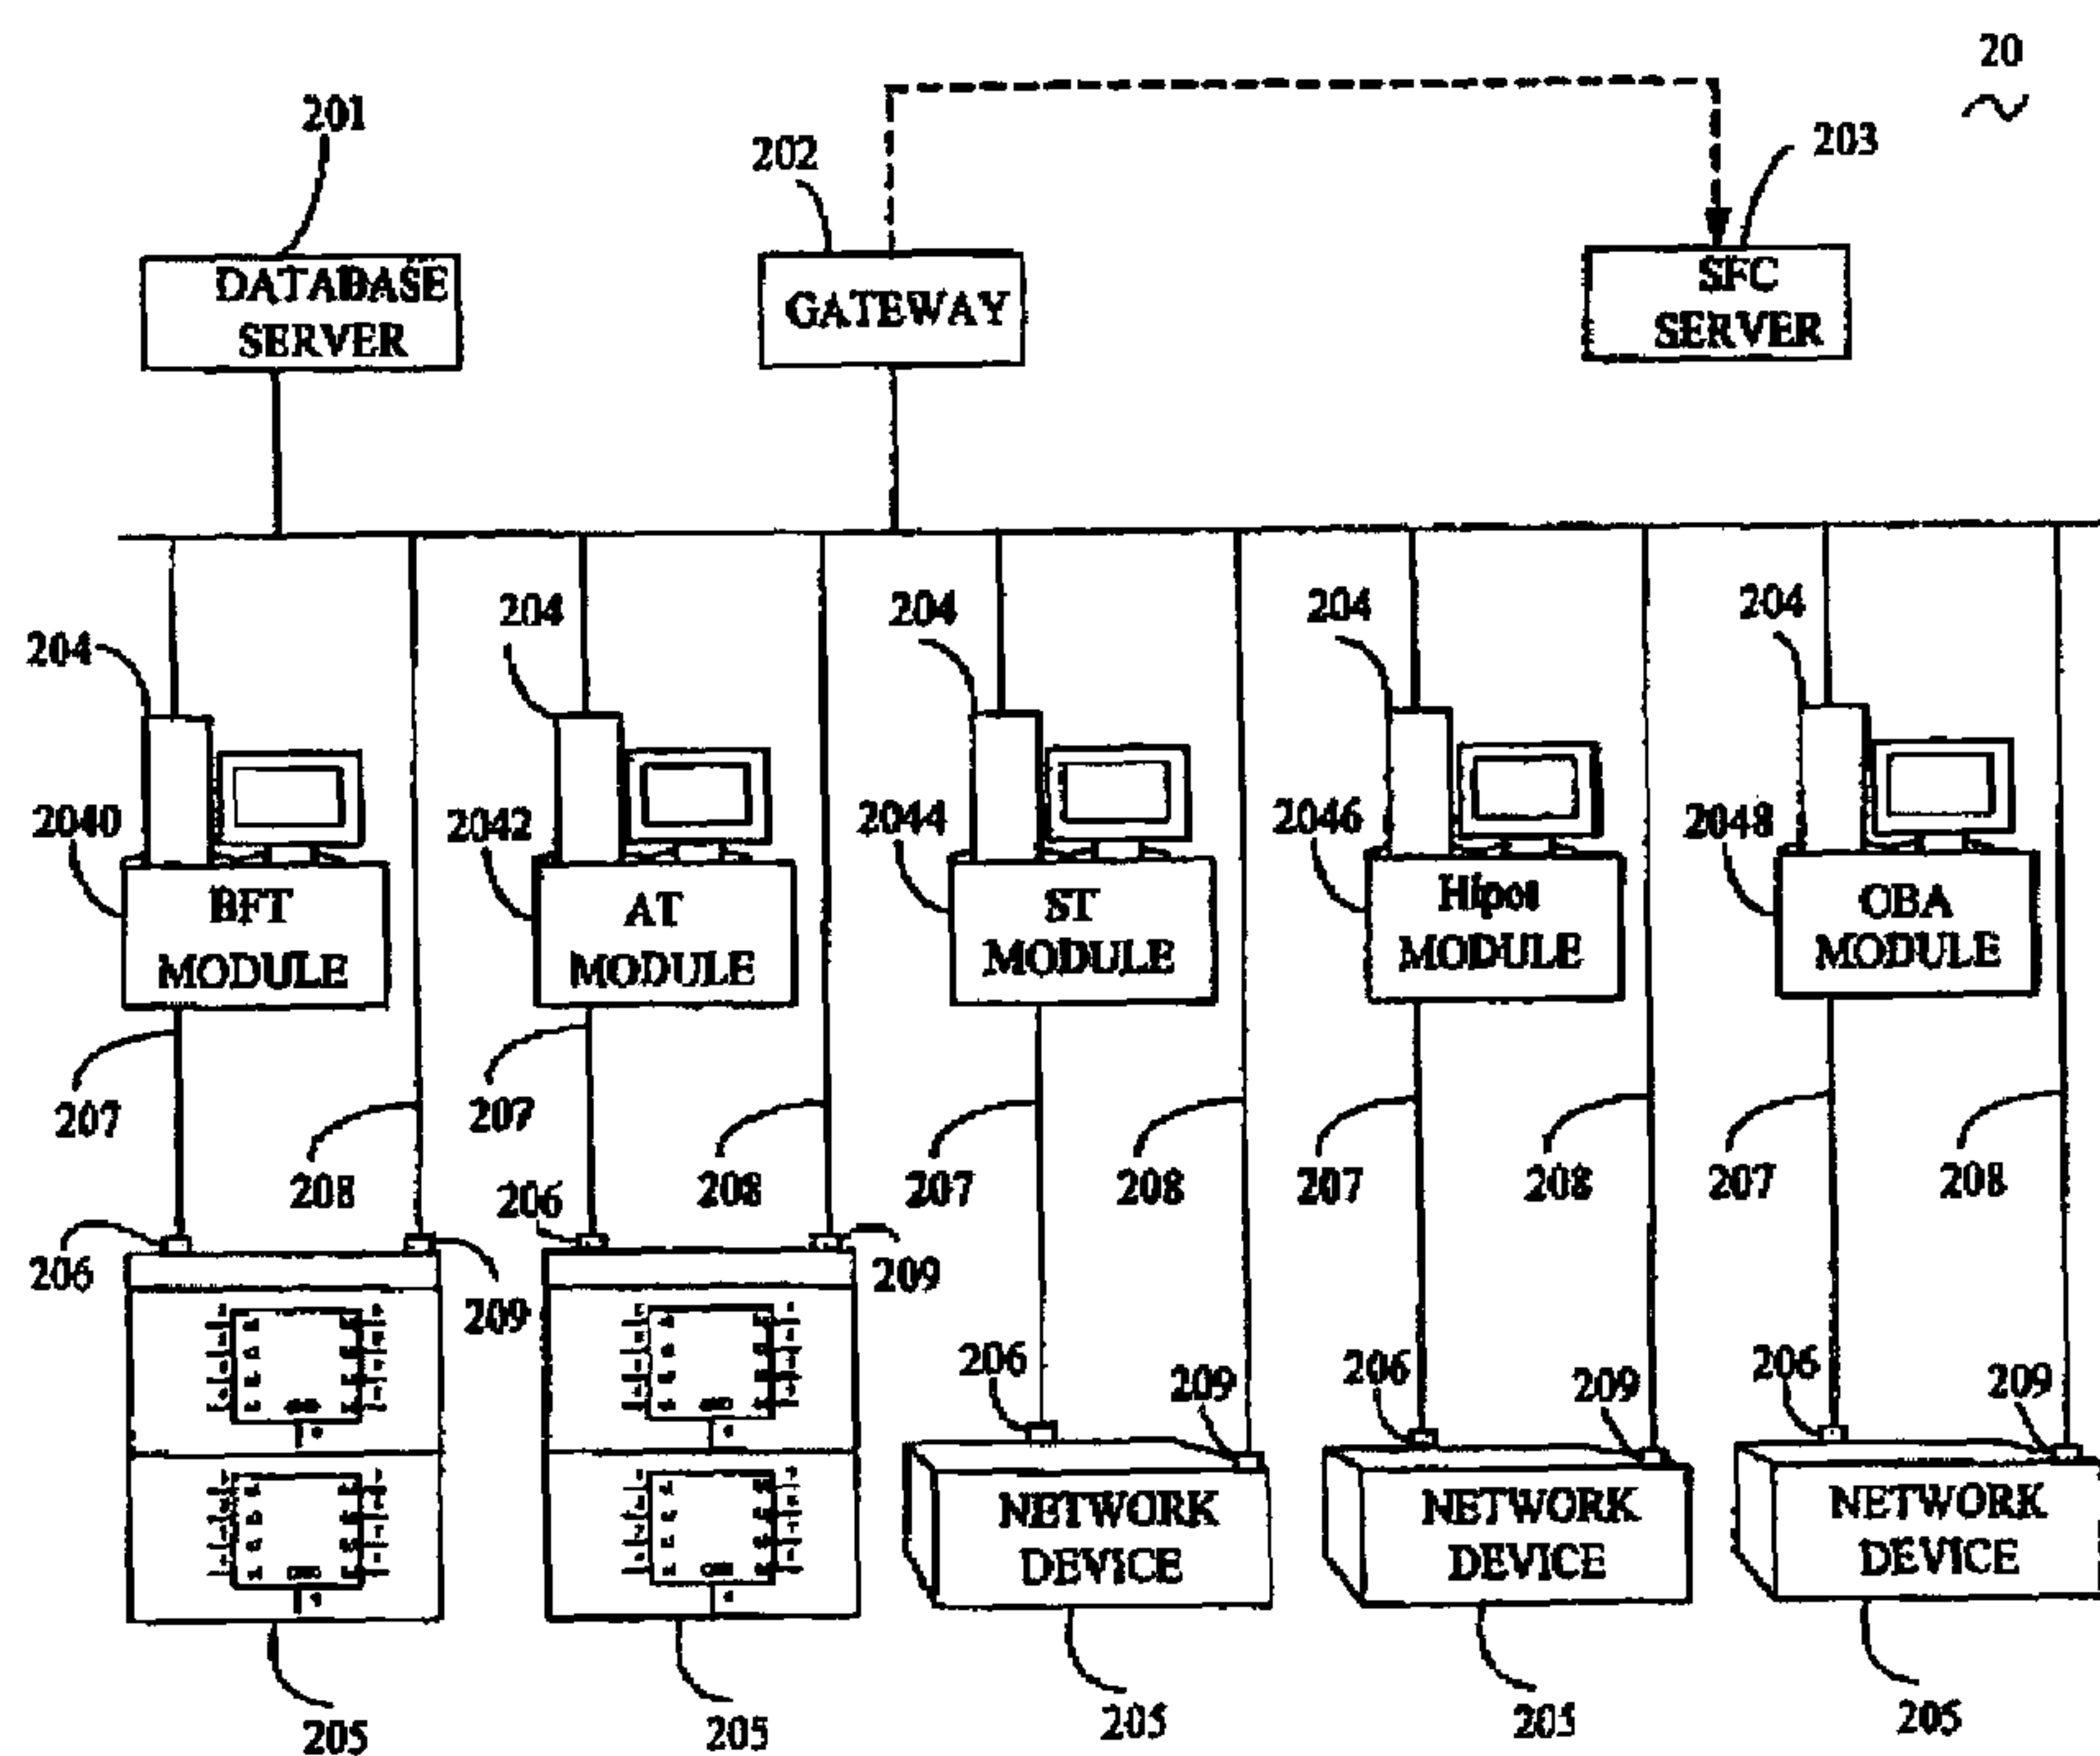 20
201
202
203
DATABASE
SERVER
GATEWAY
SFC
SERVER
204
204
204
204
204
2040
2042
2044
2046
2048
BFT
MODULE
AT
MODULE
ST
MODULE
Hipot
MODULE
OBA
MODULE
207
208
207
208
207
208
207
208
207
208
206
209
206
209
206
209
206
209
206
209
NETWORK
DEVICE
NETWORK
DEVICE
NETWORK
DEVICE
205
205
205
205
205